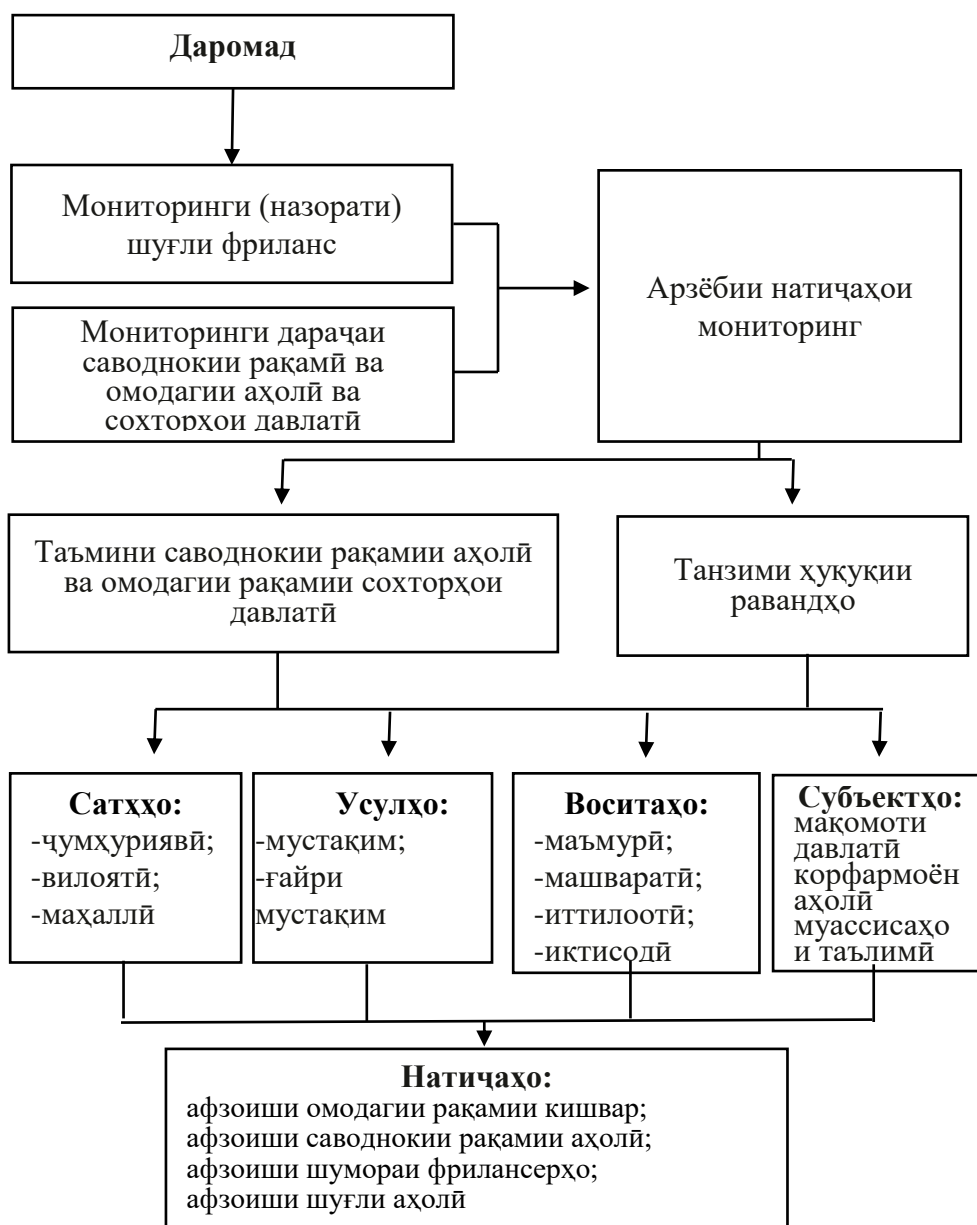 Даромад
Мониторинги (назорати)
шуғли фриланс
Мониторинги дараҷаи
саводнокии рақамӣ ва
омодагии аҳолӣ ва
сохторҳои давлатӣ
Арзёбии натиҷаҳои
мониторинг
Таъмини саводнокии рақамии аҳолӣ
ва омодагии рақамии сохторҳои
давлатӣ
Танзими ҳуқуқии
равандҳо
Сатҳҳо:
-ҷумҳуриявӣ;
-вилоятӣ;
-маҳаллӣ
Усулҳо:
-мустақим;
-ғайри
мустақим
Воситаҳо:
-маъмурӣ;
-машваратӣ;
-иттилоотӣ;
-иқтисодӣ
Субъектҳо:
мақомоти
давлатӣ
корфармоён
аҳолӣ
муассисаҳо
и таълимӣ
Натиҷаҳо:
афзоиши омодагии рақамии кишвар;
афзоиши саводнокии рақамии аҳолӣ;
афзоиши шумораи фрилансерҳо;
афзоиши шуғли аҳолӣ